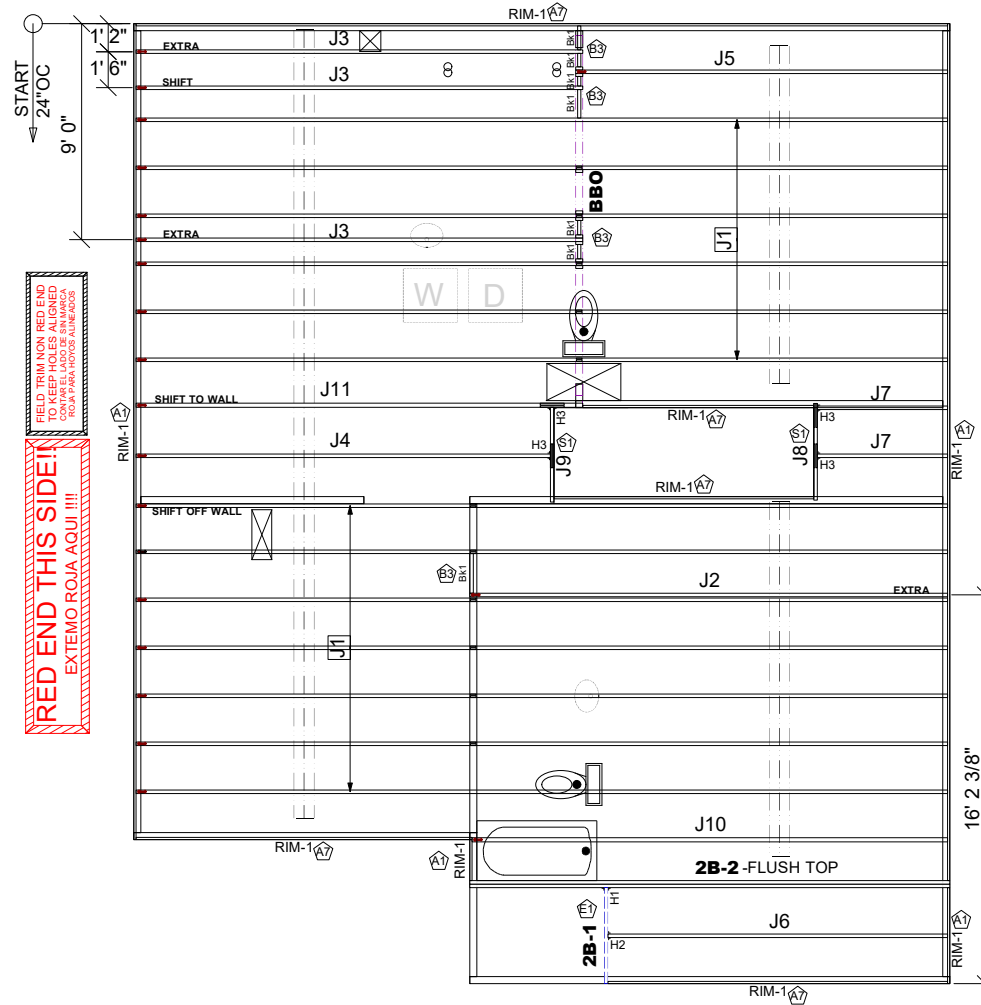 RIM-1 A7
START
24"OC
1' 2"
1' 6"
9' 0"
EXTRA
J3
Bk1
B3
Bk1
J5
SHIFT
J3
Bk1
B3
Bk1
BBO
J1
EXTRA
J3
Bk1
B3
Bk1
W
D
FIELD TRIM NON RED END
TO KEEP HOLES ALIGNED
CONTAR EL LADO DE SIN MARCA
ROJA PARA HOYOS ALINEADOS
RED END THIS SIDE!!
EXTEMO ROJA AQUI !!!!
A1
RIM-1
SHIFT TO WALL
J11
H3
RIM-1 A7
J7
H3
J4
H3
S1
J9
S1
J8
J7
H3
A1
RIM-1
RIM-1 A7
SHIFT OFF WALL
B3
Bk1
J2
EXTRA
J1
16' 2 3/8"
J10
RIM-1 A7
A1
RIM-1
2B-2 -FLUSH TOP
E1
H1
2B-1
H2
J6
A1
RIM-1
RIM-1 A7